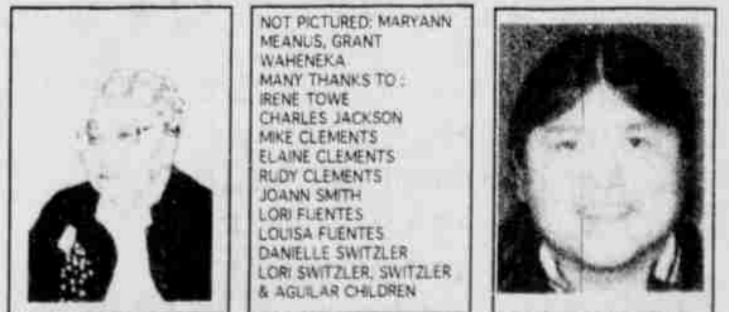 NOT PICTURED: MARYANN
MEANUS, GRANT
WAHENEKA
MANY THANKS TO :
IRENE TOWE
CHARLES JACKSON
MIKE CLEMENTS
ELAINE CLEMENTS
RUDY CLEMENTS
JOANN SMITH
LORI FUENTES
LOUISA FUENTES
DANIELLE SWITZLER
LORI SWITZLER, SWITZLER
& AGUILAR CHILDREN